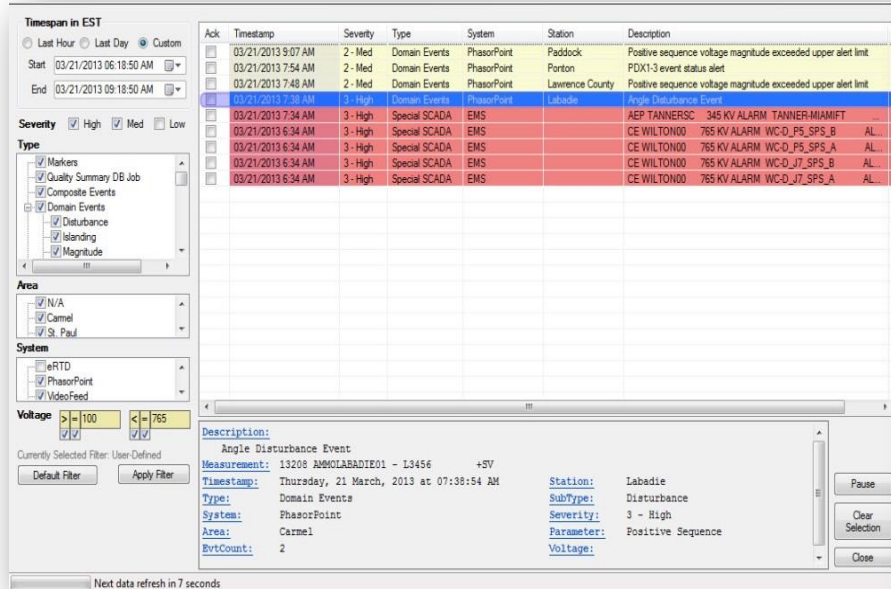 Timespan in EST
Last Hour Last Day Custom
Start 03/21/2013 06:18:50 AM
End 03/21/2013 09:18:50 AM
Severity High Med Low
Type
Markers
Quality Summary DB Job
Composite Events
Domain Events
Disturbance
Islanding
Magnitude
Area
N/A
Carmel
St. Paul
System
eRTD
PhasorPoint
VideoFeed
Voltage > = 100 < = 765
Currently Selected Filter: User-Defined
Default Filter Apply Filter
Ack Timestamp Severity Type System Station Description
03/21/2013 9:07 AM 2 - Med Domain Events PhasorPoint Paddock Positive sequence voltage magnitude exceeded upper alert limit
03/21/2013 7:54 AM 2 - Med Domain Events PhasorPoint Ponton PDX1-3 event status alert
03/21/2013 7:48 AM 2 - Med Domain Events PhasorPoint Lawrence County Positive sequence voltage magnitude exceeded upper alert limit
03/21/2013 7:38 AM 3 - High Domain Events PhasorPoint Labadie Angle Disturbance Event
03/21/2013 7:34 AM 3 - High Special SCADA EMS AEP TANNERSC 345 KV ALARM TANNER-MIAMIFT ...
03/21/2013 6:34 AM 3 - High Special SCADA EMS CE WILTON00 765 KV ALARM WC-D_P5_SPS_B AL...
03/21/2013 6:34 AM 3 - High Special SCADA EMS CE WILTON00 765 KV ALARM WC-D_P5_SPS_A AL...
03/21/2013 6:34 AM 3 - High Special SCADA EMS CE WILTON00 765 KV ALARM WC-D_J7_SPS_B AL...
03/21/2013 6:34 AM 3 - High Special SCADA EMS CE WILTON00 765 KV ALARM WC-D_J7_SPS_A AL...
Description:
Angle Disturbance Event
Measurement: 13208 AMMOLABADIE01 - L3456 +SV
Timestamp: Thursday, 21 March, 2013 at 07:38:54 AM Station: Labadie
Type: Domain Events SubType: Disturbance
System: PhasorPoint Severity: 3 - High
Area: Carmel Parameter: Positive Sequence
EvtCount: 2 Voltage:
Pause
Clear
Selection
Close
Next data refresh in 7 seconds